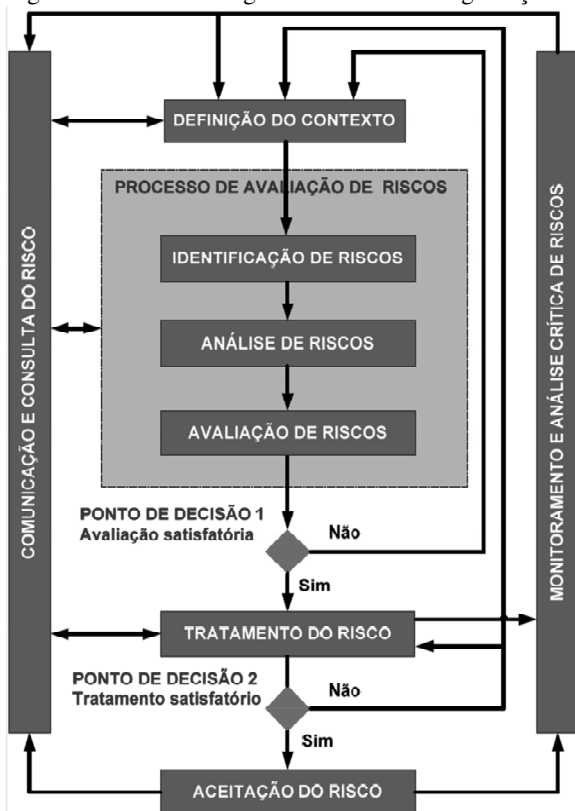 DEFINIÇÃO DO CONTEXTO
PROCESSO DE AVALIAÇÃO DE RISCOS
IDENTIFICAÇÃO DE RISCOS
ANÁLISE DE RISCOS
AVALIAÇÃO DE RISCOS
COMUNICAÇÃO E CONSULTA DO RISCO
MONITORAMENTO E ANÁLISE CRÍTICA DE RISCOS
PONTO DE DECISÃO 1
Avaliação satisfatória
Não
Sim
TRATAMENTO DO RISCO
PONTO DE DECISÃO 2
Tratamento satisfatório
Não
Sim
ACEITAÇÃO DO RISCO